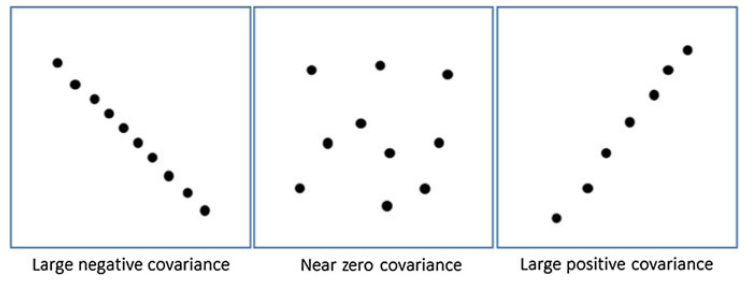 Large negative covariance
Near zero covariance
Large positive covariance